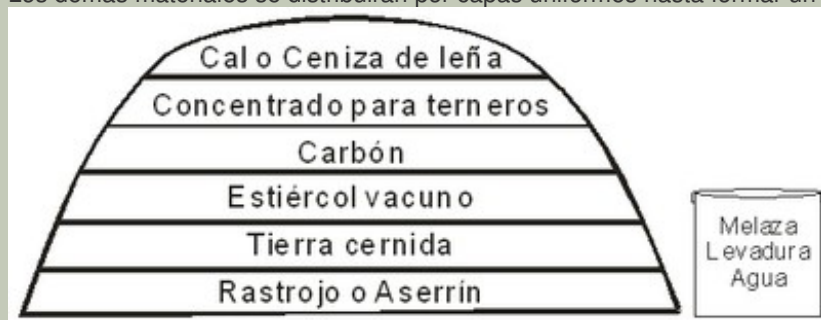 Los demás materiales se distribuirán por capas uniformes hasta formar un
Cal o Ceniza de leña
Concentrado para terneros
Carbón
Estiércol vacuno
Tierra cernida
Rastrojo o Aserrín
Melaza
Levadura
Agua